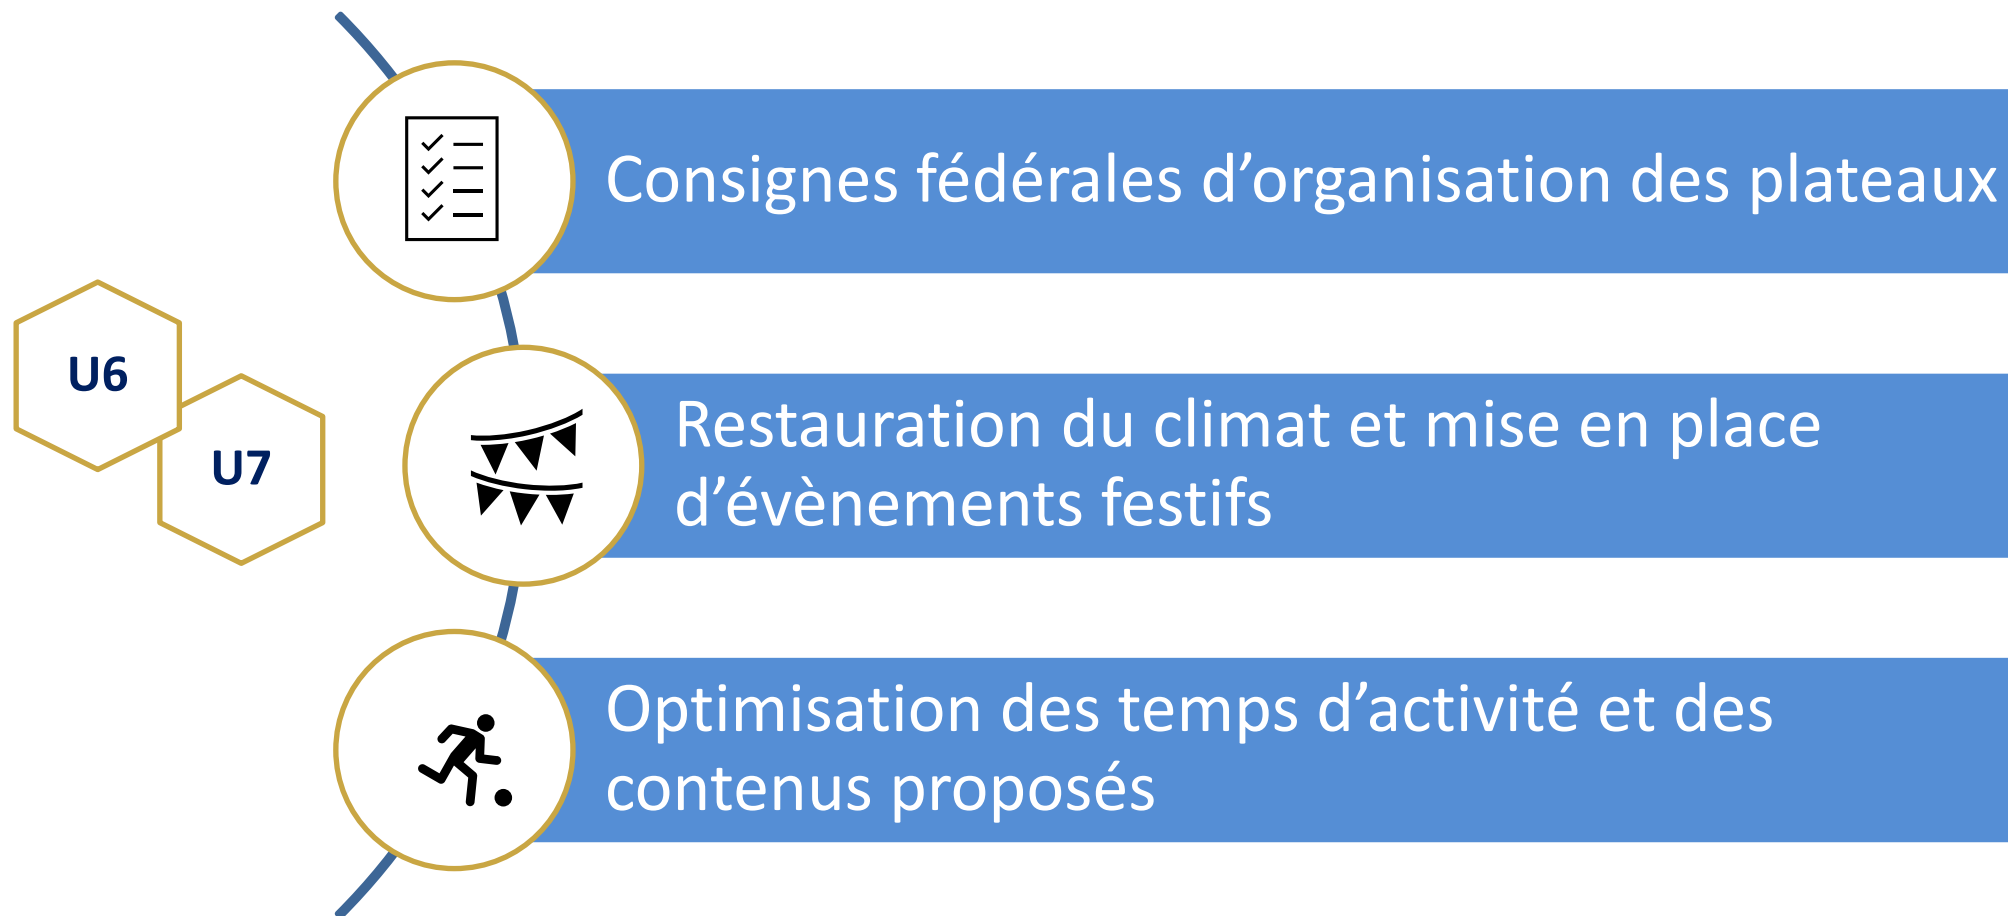 Consignes fédérales d’organisation des plateaux
U6
U7
Restauration du climat et mise en place
d’évènements festifs
Optimisation des temps d’activité et des
contenus proposés